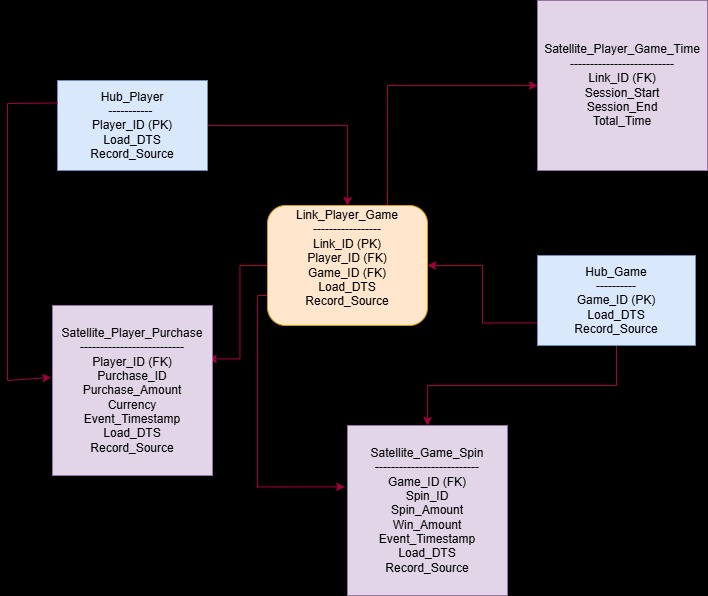 Satellite_Player_Game_Time
--------------------------
Link_ID (FK)
Session_Start
Session_End
Total_Time
Hub_Player
-----------
Player_ID (PK)
Load_DTS
Record_Source
Link_Player_Game
-----------------
Link_ID (PK)
Player_ID (FK)
Game_ID (FK)
Load_DTS
Record_Source
Hub_Game
----------
Game_ID (PK)
Load_DTS
Record_Source
Satellite_Player_Purchase
--------------------------
Player_ID (FK)
Purchase_ID
Purchase_Amount
Currency
Event_Timestamp
Load_DTS
Record_Source
Satellite_Game_Spin
--------------------------
Game_ID (FK)
Spin_ID
Spin_Amount
Win_Amount
Event_Timestamp
Load_DTS
Record_Source